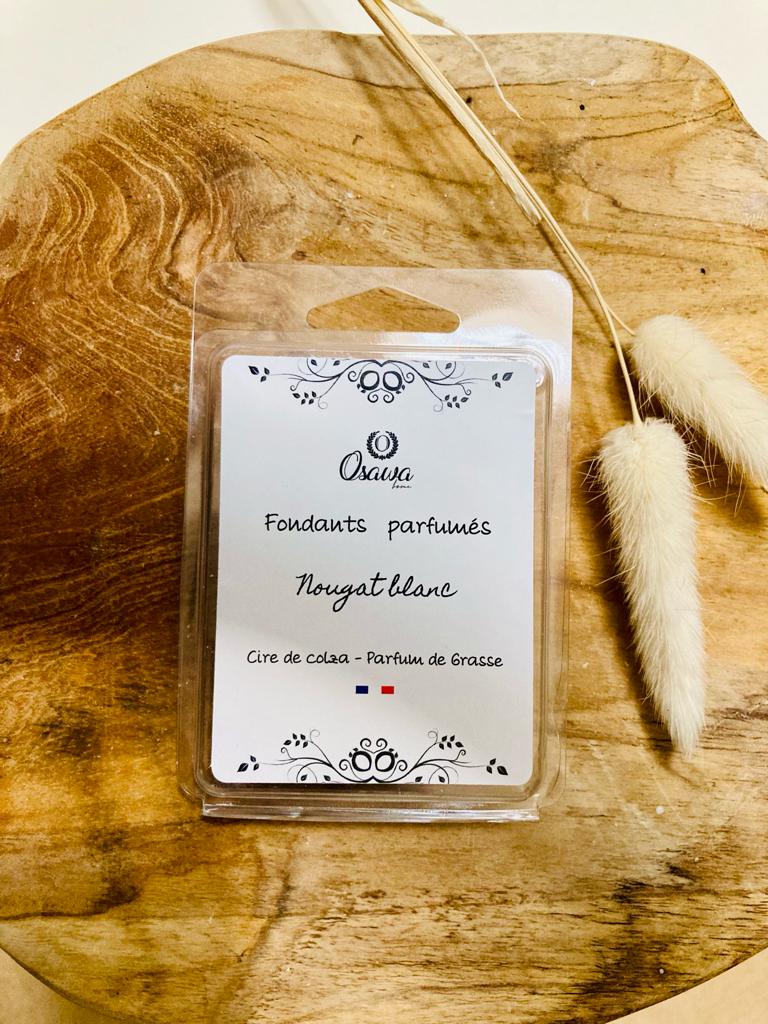 O
Osawa
home
Fondants parfumés
Nougat blanc
Cire de colza - Parfum de Grasse